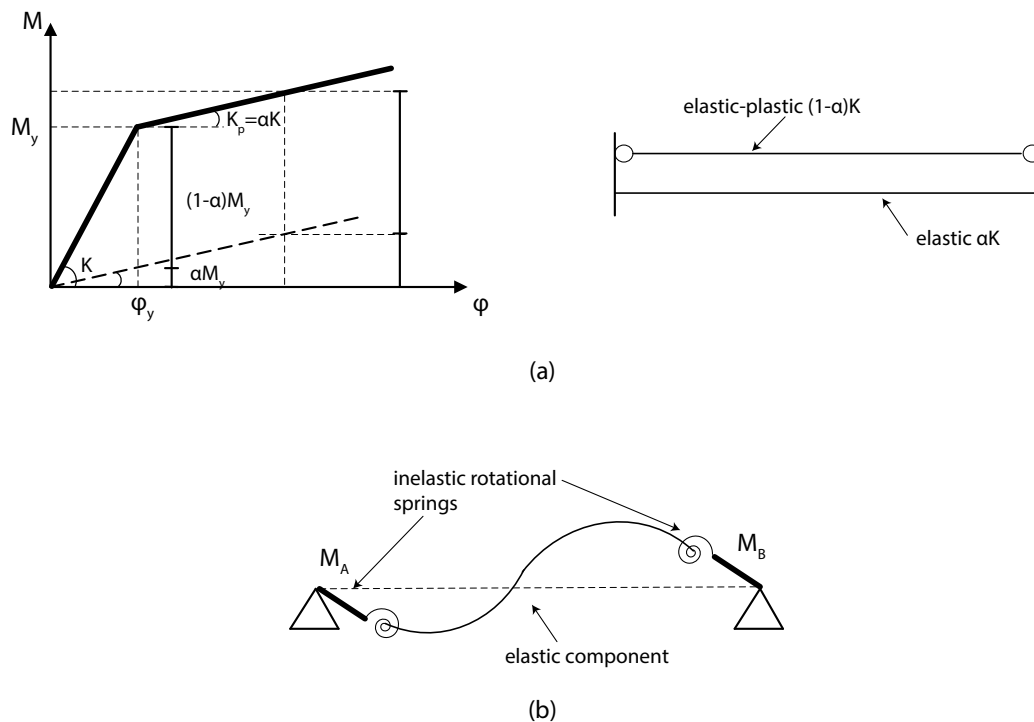 M
M_y
K_p=αK
(1-α)M_y
K
αM_y
φ_y
φ
elastic-plastic (1-α)K
elastic αK
(a)
inelastic rotational
springs
M_A
M_B
elastic component
(b)